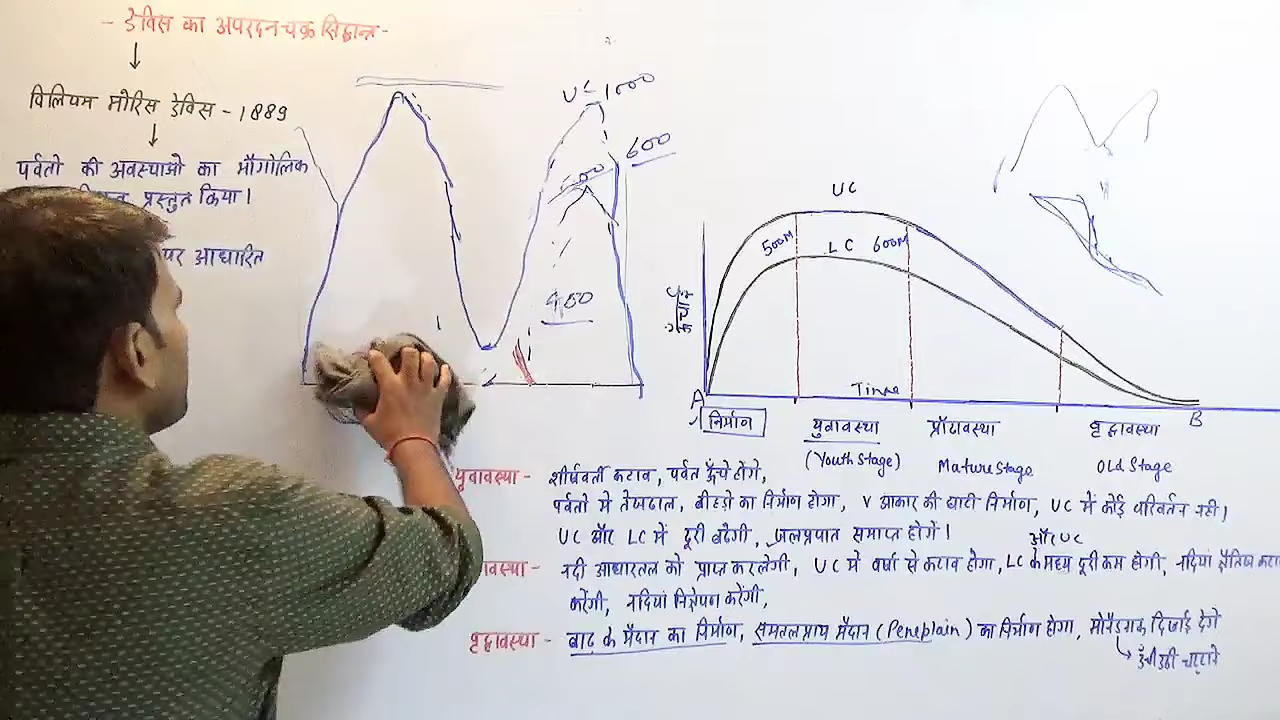 - डेविस का अपरदन चक्र सिद्धान्त -
विलियम मोरिस डेविस - 1889
पर्वतो की अवस्थाओ का भौगोलिक
प्रस्तुत किया।
पर आधारित
UC 1000
600
450
UC
500M LC 600M
ऊंचाई
Time
A B
निर्माण युवावस्था प्रौढावस्था वृद्धावस्था
(Youth Stage) Mature Stage Old Stage
युवावस्था - शीर्षवर्ती कटाव, पर्वत ऊँचे होंगे,
पर्वतो मे तेज ढाल, बीहडो का निर्माण होगा, V आकार की घाटी निर्माण, UC में कोई परिवर्तन नही।
UC और LC में दूरी बढेगी, जलप्रपात समाप्त होगें।
और UC
वस्था - नदी आधारतल को प्राप्त कर लेगी, UC में वर्षा से कटाव होगा, LC के मध्य दूरी कम होगी, नदियां क्षैतिज कटा
करेंगी, नदियां निक्षेपण करेंगी,
वृद्धावस्था - बाढ के मैदान का निर्माण, समतलप्राय मैदान (Peneplain) का निर्माण होगा, मोनैडनाक दिखाई देगे
ऊँची उठी चट्टाने